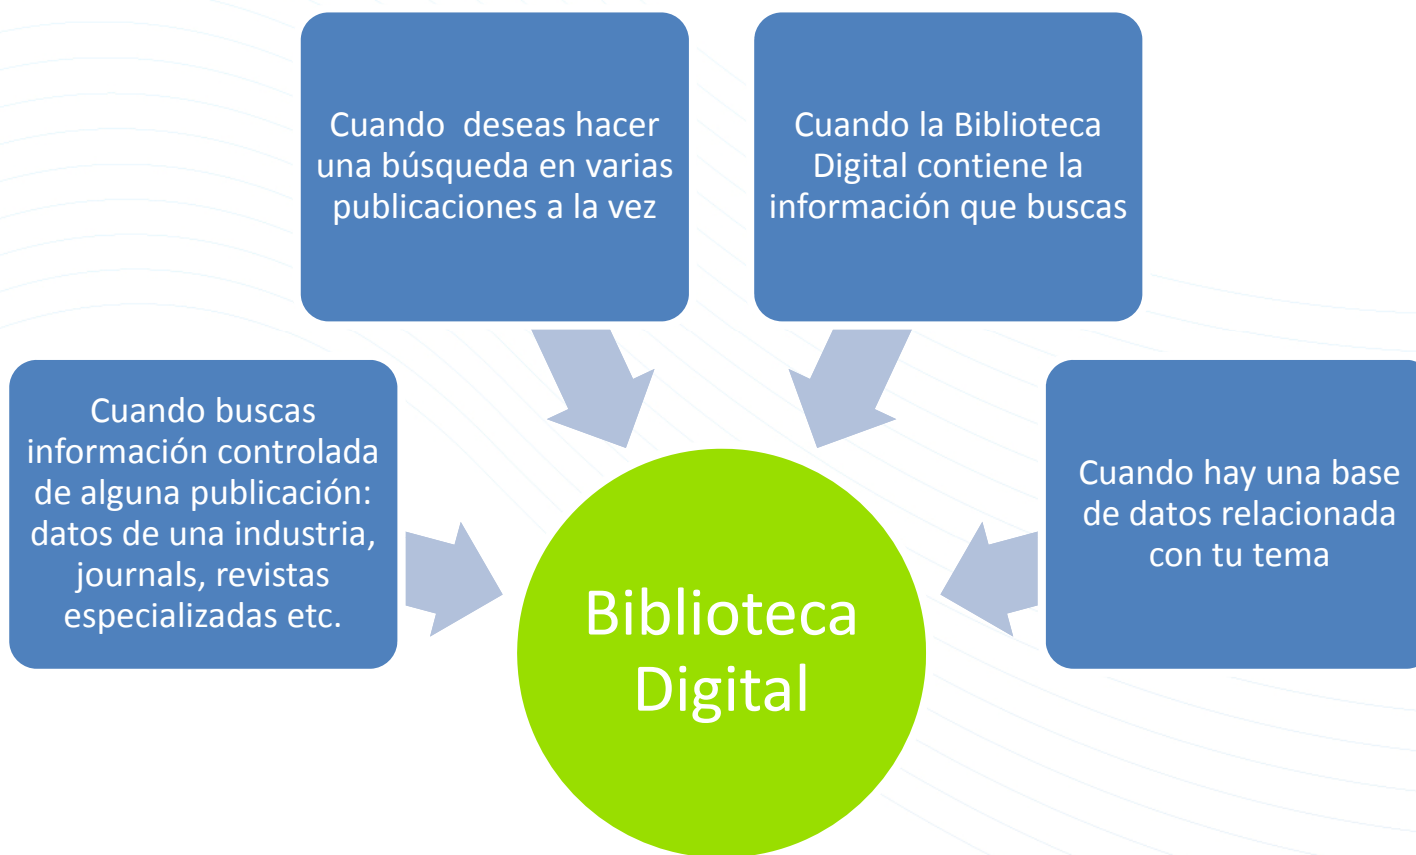 Cuando deseas hacer
una búsqueda en varias
publicaciones a la vez
Cuando la Biblioteca
Digital contiene la
información que buscas
Cuando buscas
información controlada
de alguna publicación:
datos de una industria,
journals, revistas
especializadas etc.
Cuando hay una base
de datos relacionada
con tu tema
Biblioteca
Digital